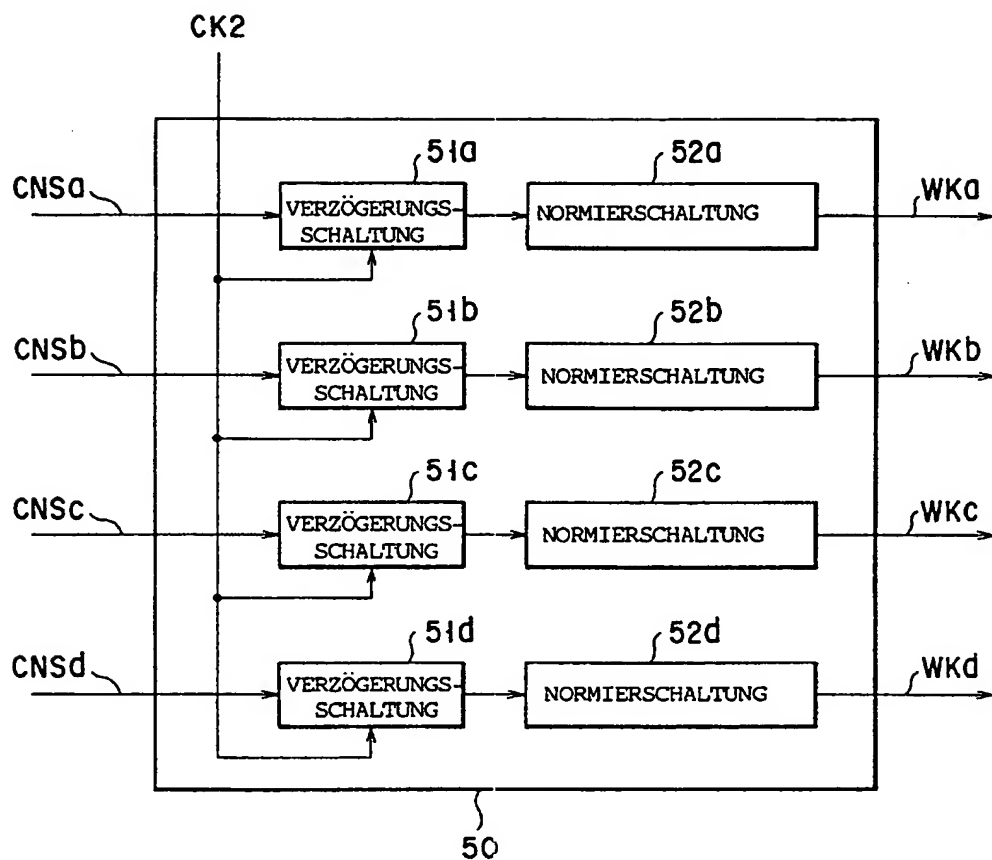 CK2
51a
52a
CNSa
VERZÖGERUNGS-
SCHALTUNG
NORMIERSCHALTUNG
WKa
51b
52b
CNSb
VERZÖGERUNGS-
SCHALTUNG
NORMIERSCHALTUNG
WKb
51c
52c
CNSc
VERZÖGERUNGS-
SCHALTUNG
NORMIERSCHALTUNG
WKc
51d
52d
CNSd
VERZÖGERUNGS-
SCHALTUNG
NORMIERSCHALTUNG
WKd
50